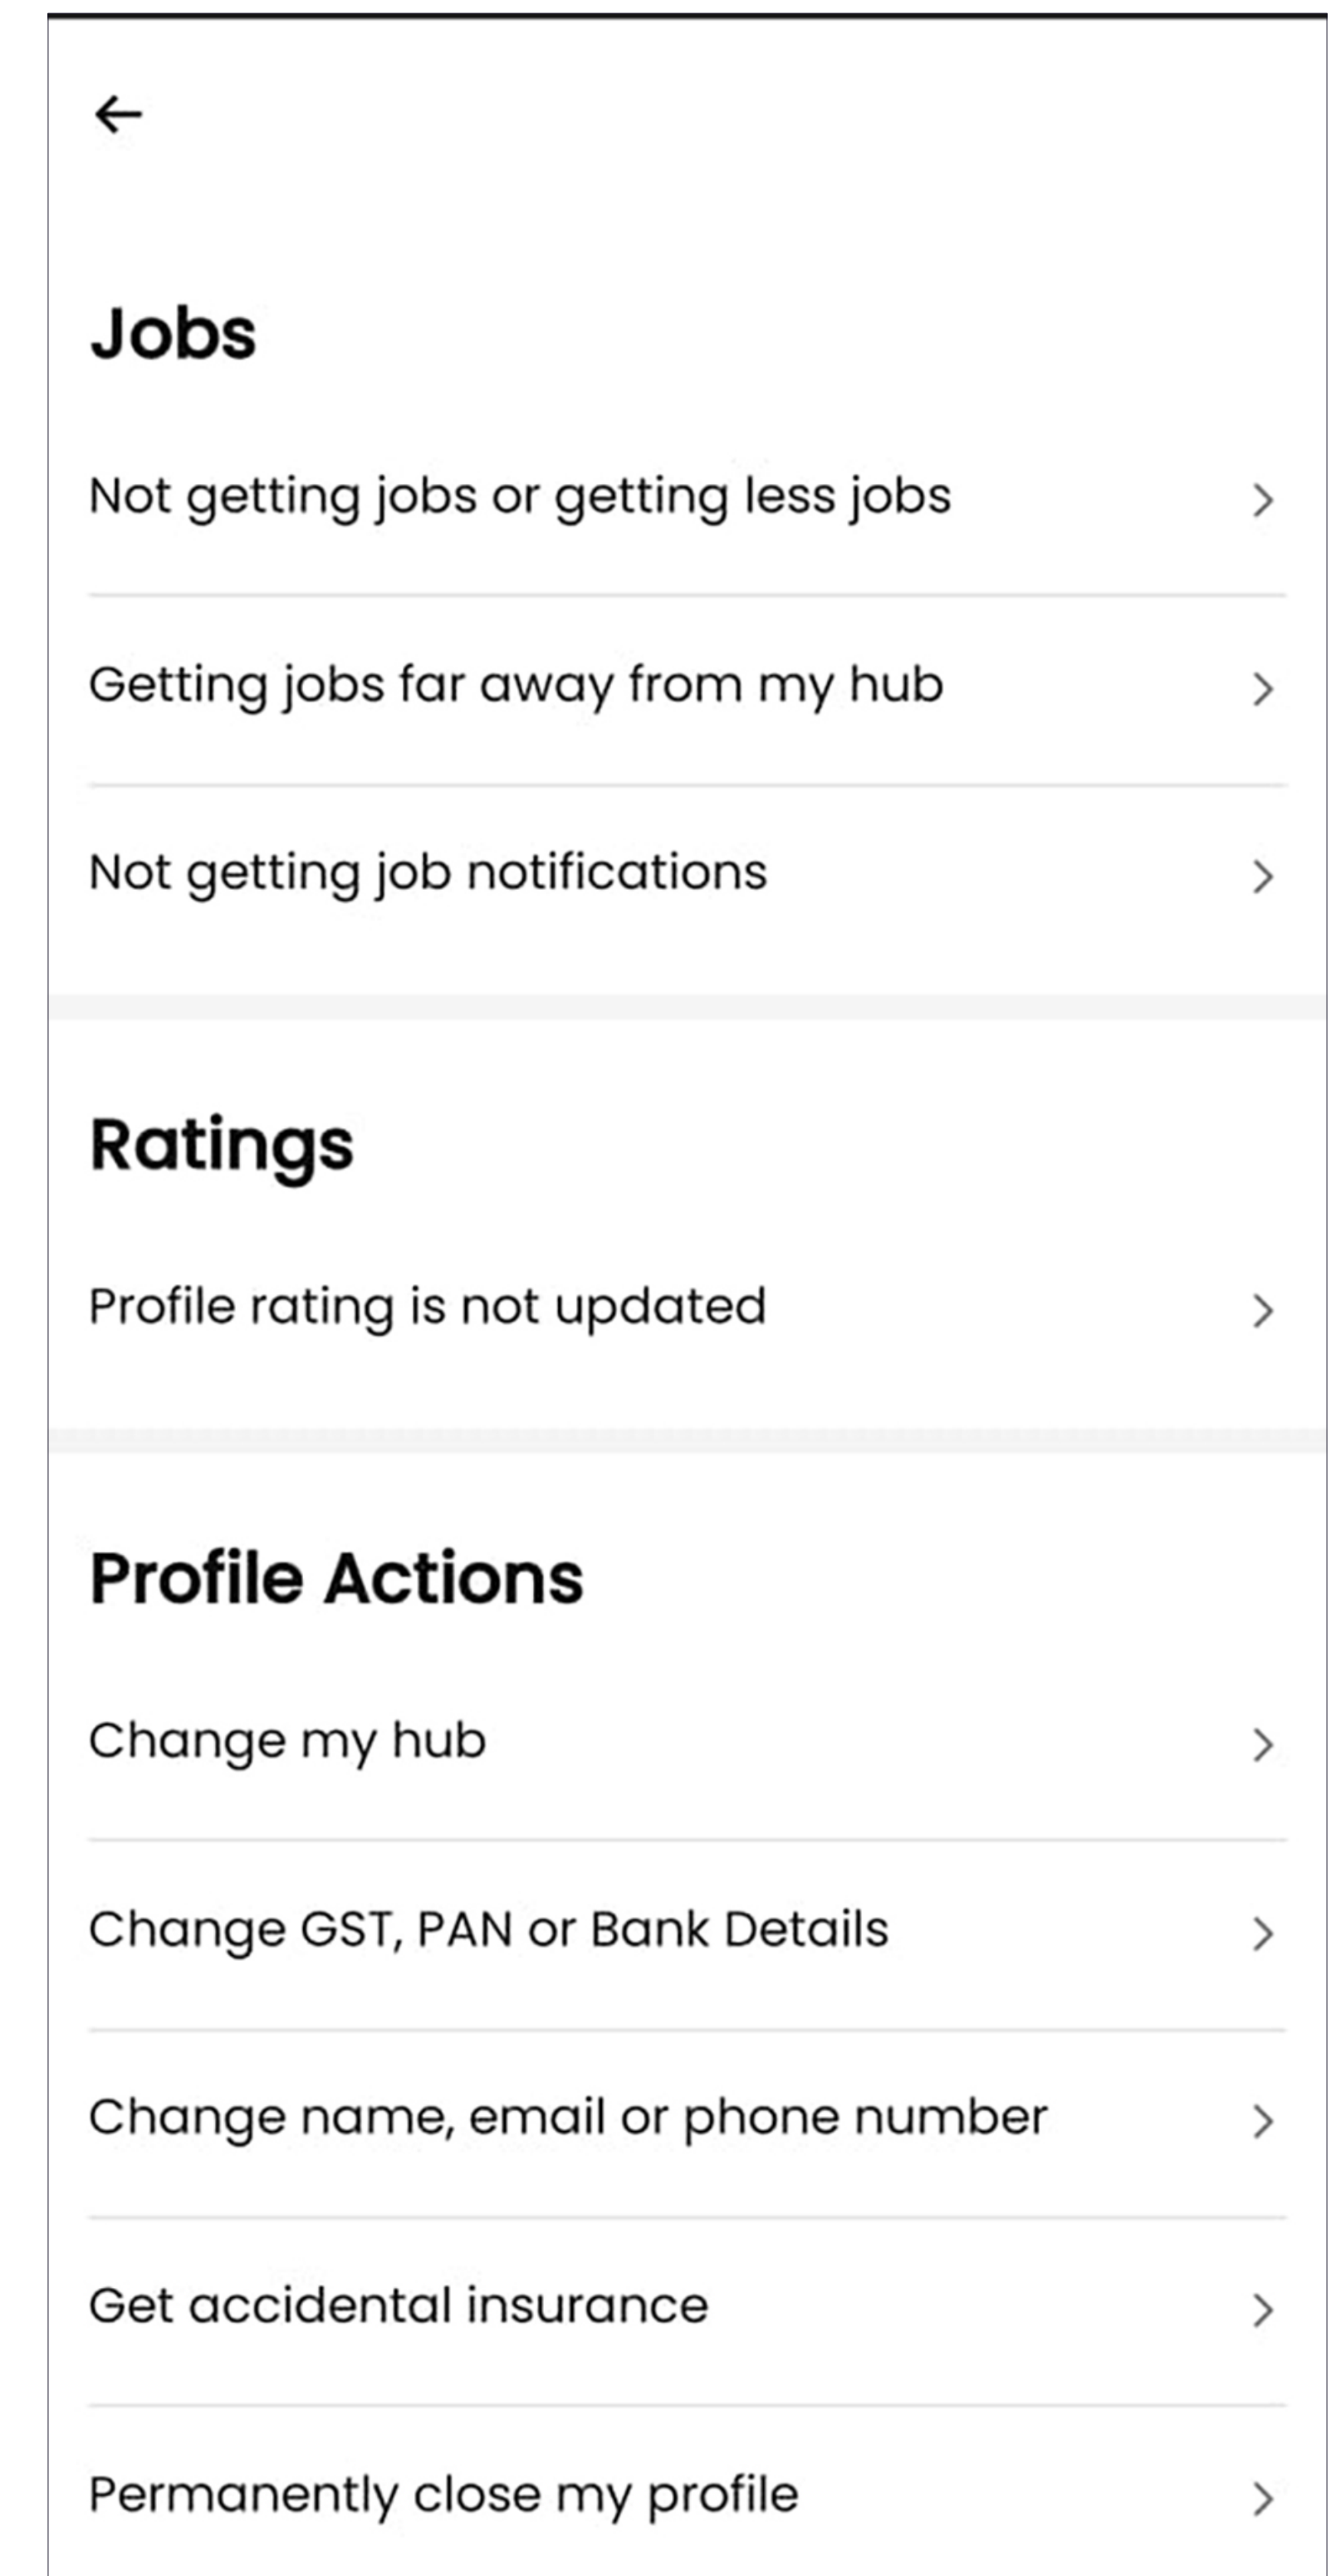 Jobs
Not getting jobs or getting less jobs
Getting jobs far away from my hub
Not getting job notifications
Ratings
Profile rating is not updated
Profile Actions
Change my hub
Change GST, PAN or Bank Details
Change name, email or phone number
Get accidental insurance
Permanently close my profile